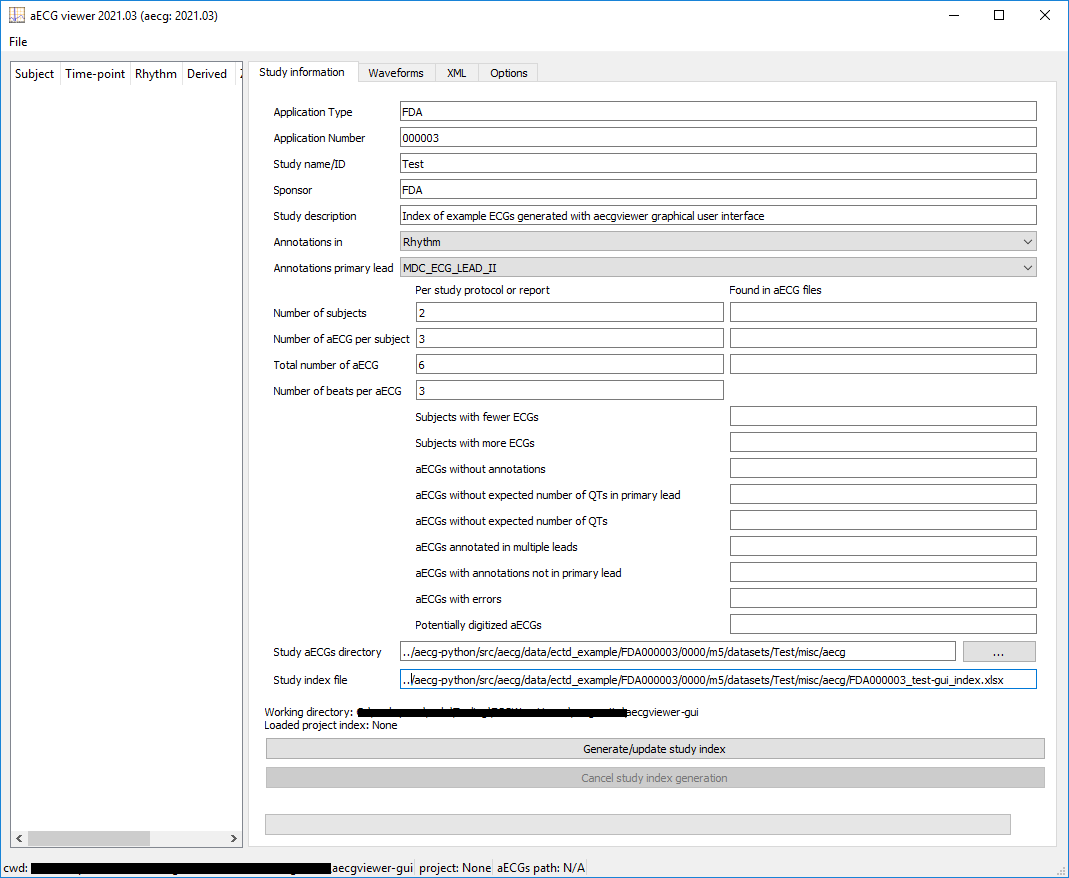 aECG viewer 2021.03 (aecg: 2021.03)
File
Subject Time-point Rhythm Derived
Study information Waveforms XML Options
Application Type FDA
Application Number 000003
Study name/ID Test
Sponsor FDA
Study description Index of example ECGs generated with aecgviewer graphical user interface
Annotations in Rhythm
Annotations primary lead MDC_ECG_LEAD_II
Per study protocol or report Found in aECG files
Number of subjects 2
Number of aECG per subject 3
Total number of aECG 6
Number of beats per aECG 3
Subjects with fewer ECGs
Subjects with more ECGs
aECGs without annotations
aECGs without expected number of QTs in primary lead
aECGs without expected number of QTs
aECGs annotated in multiple leads
aECGs with annotations not in primary lead
aECGs with errors
Potentially digitized aECGs
Study aECGs directory ../aecg-python/src/aecg/data/ectd_example/FDA000003/0000/m5/datasets/Test/misc/aecg ...
Study index file ../aecg-python/src/aecg/data/ectd_example/FDA000003/0000/m5/datasets/Test/misc/aecg/FDA000003_test-gui_index.xlsx
Working directory: aecgviewer-gui
Loaded project index: None
Generate/update study index
Cancel study index generation
cwd: aecgviewer-gui project: None aECGs path: N/A